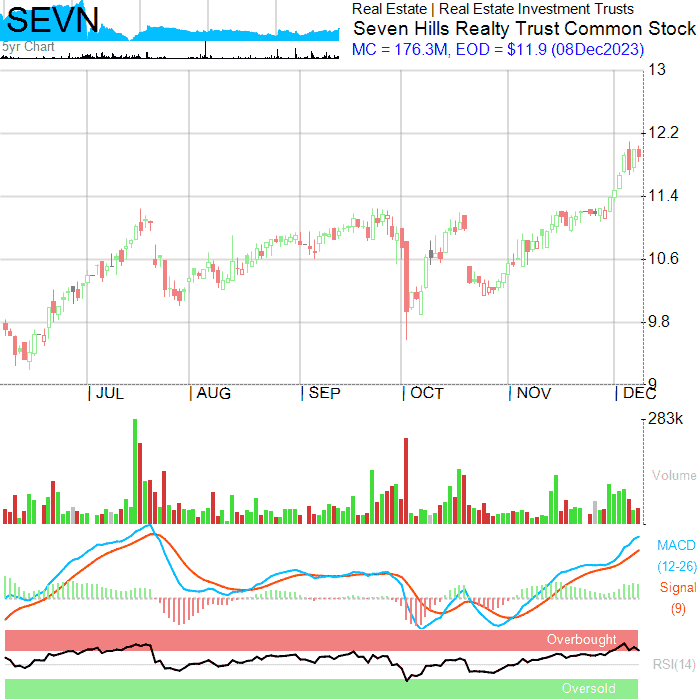 SEVN
Real Estate | Real Estate Investment Trusts
Seven Hills Realty Trust Common Stock
5yr Chart
MC = 176.3M, EOD = $11.9 (08Dec2023)
13
12.2
11.4
10.6
9.8
9
JUL AUG SEP OCT NOV DEC
283k
Volume
MACD
(12-26)
Signal
(9)
Overbought
RSI(14)
Oversold